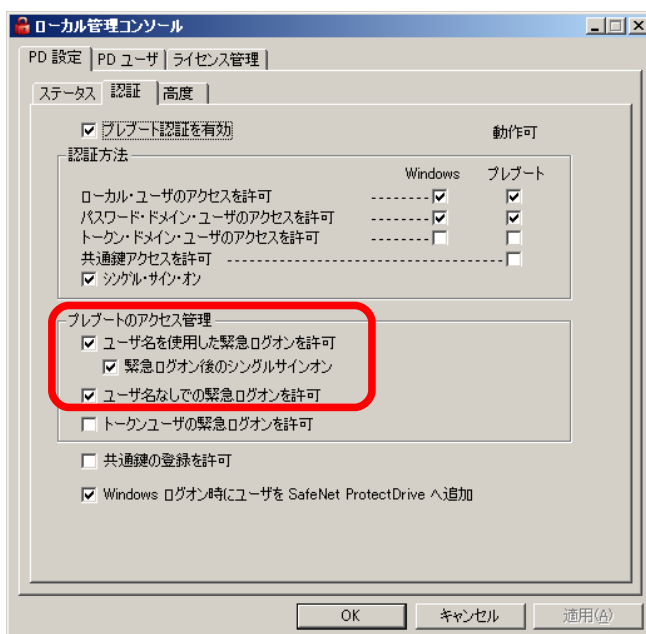 ローカル管理コンソール
PD 設定 PD ユーザ ライセンス管理
ステータス 認証 高度
プレブート認証を有効 動作可
認証方法
Windows プレブート
ローカル・ユーザのアクセスを許可 --------
パスワード・ドメイン・ユーザのアクセスを許可 --------
トークン・ドメイン・ユーザのアクセスを許可 --------
共通鍵アクセスを許可 ------------------------------------
シングル・サイン・オン
プレブートのアクセス管理
ユーザ名を使用した緊急ログオンを許可
緊急ログオン後のシングルサインオン
ユーザ名なしでの緊急ログオンを許可
トークンユーザの緊急ログオンを許可
共通鍵の登録を許可
Windows ログオン時にユーザを SafeNet ProtectDrive へ追加
OK キャンセル 適用(A)